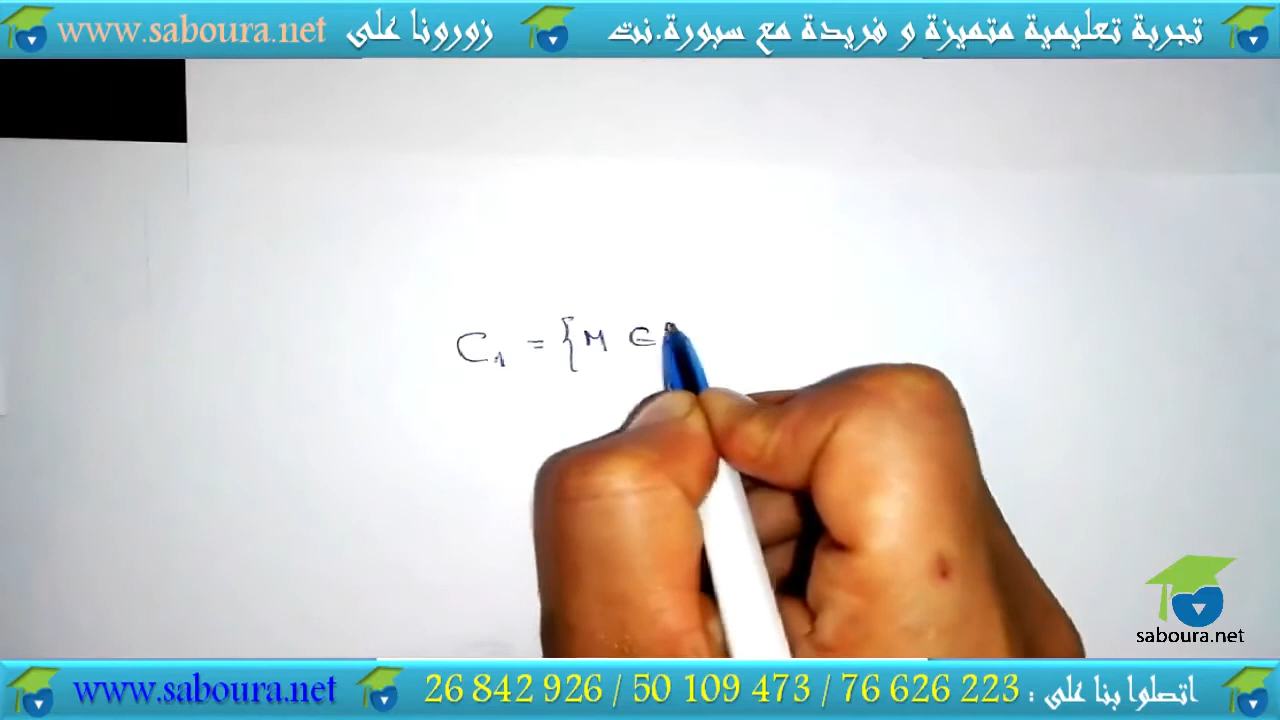 www.saboura.net زورونا على تجربة تعليمية متميزة و فريدة مع سبورة.نت
C₁ = {M ∈
saboura.net
www.saboura.net 26 842 926 / 50 109 473 / 76 626 223 : اتصلوا بنا على